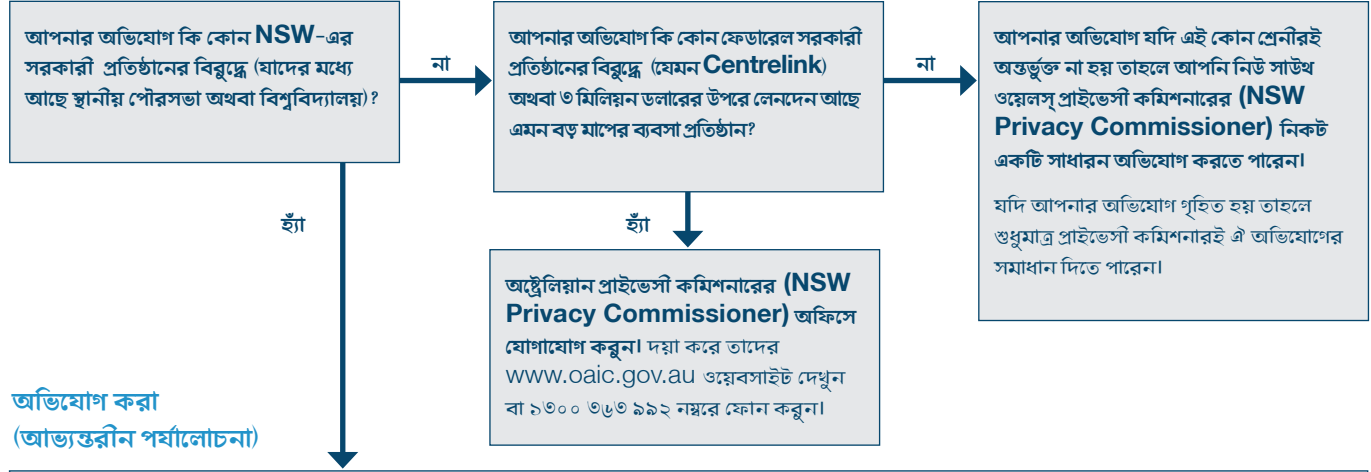 আপনার অভিযোগ কি কোন NSW-এর
সরকারী প্রতিষ্ঠানের বিরুদ্ধে (যাদের মধ্যে
আছে স্থানীয় পৌরসভা অথবা বিশ্ববিদ্যালয়)?
না
আপনার অভিযোগ কি কোন ফেডারেল সরকারী
প্রতিষ্ঠানের বিরুদ্ধে (যেমন Centrelink)
অথবা ৩ মিলিয়ন ডলারের উপরে লেনদেন আছে
এমন বড় মাপের ব্যবসা প্রতিষ্ঠান?
না
আপনার অভিযোগ যদি এই কোন শ্রেনীরই
অন্তর্ভুক্ত না হয় তাহলে আপনি নিউ সাউথ
ওয়েলস্ প্রাইভেসী কমিশনারের (NSW
Privacy Commissioner) নিকট
একটি সাধারন অভিযোগ করতে পারেন।
যদি আপনার অভিযোগ গৃহিত হয় তাহলে
শুধুমাত্র প্রাইভেসী কমিশনারই ঐ অভিযোগের
সমাধান দিতে পারেন।
হ্যাঁ
হ্যাঁ
অষ্ট্রেলিয়ান প্রাইভেসী কমিশনারের (NSW
Privacy Commissioner) অফিসে
যোগাযোগ করুন। দয়া করে তাদের
www.oaic.gov.au ওয়েবসাইট দেখুন
বা ১৩০০ ৩৬৩ ৯৯২ নম্বরে ফোন করুন।
অভিযোগ করা
(আভ্যন্তরীন পর্যালোচনা)